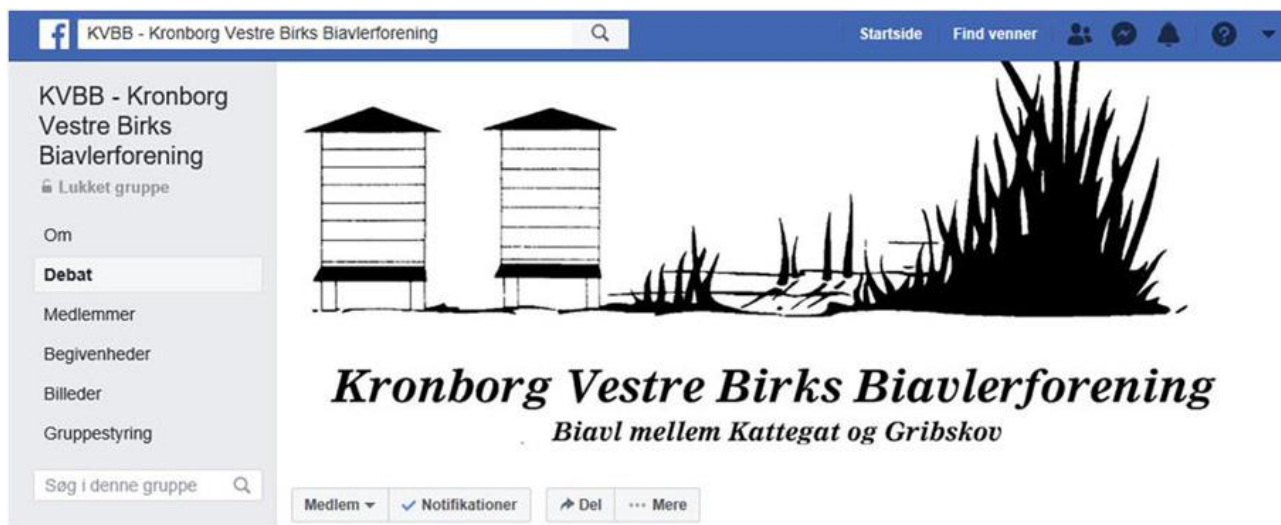 KVBB - Kronborg Vestre Birks Biavlerforening
Startside
Find venner
KVBB - Kronborg
Vestre Birks
Biavlerforening
Lukket gruppe
Om
Debat
Medlemmer
Begivenheder
Billeder
Gruppestyring
Søg i denne gruppe
Kronborg Vestre Birks Biavlerforening
Biavl mellem Kattegat og Gribskov
Medlem
Notifikationer
Del
Mere